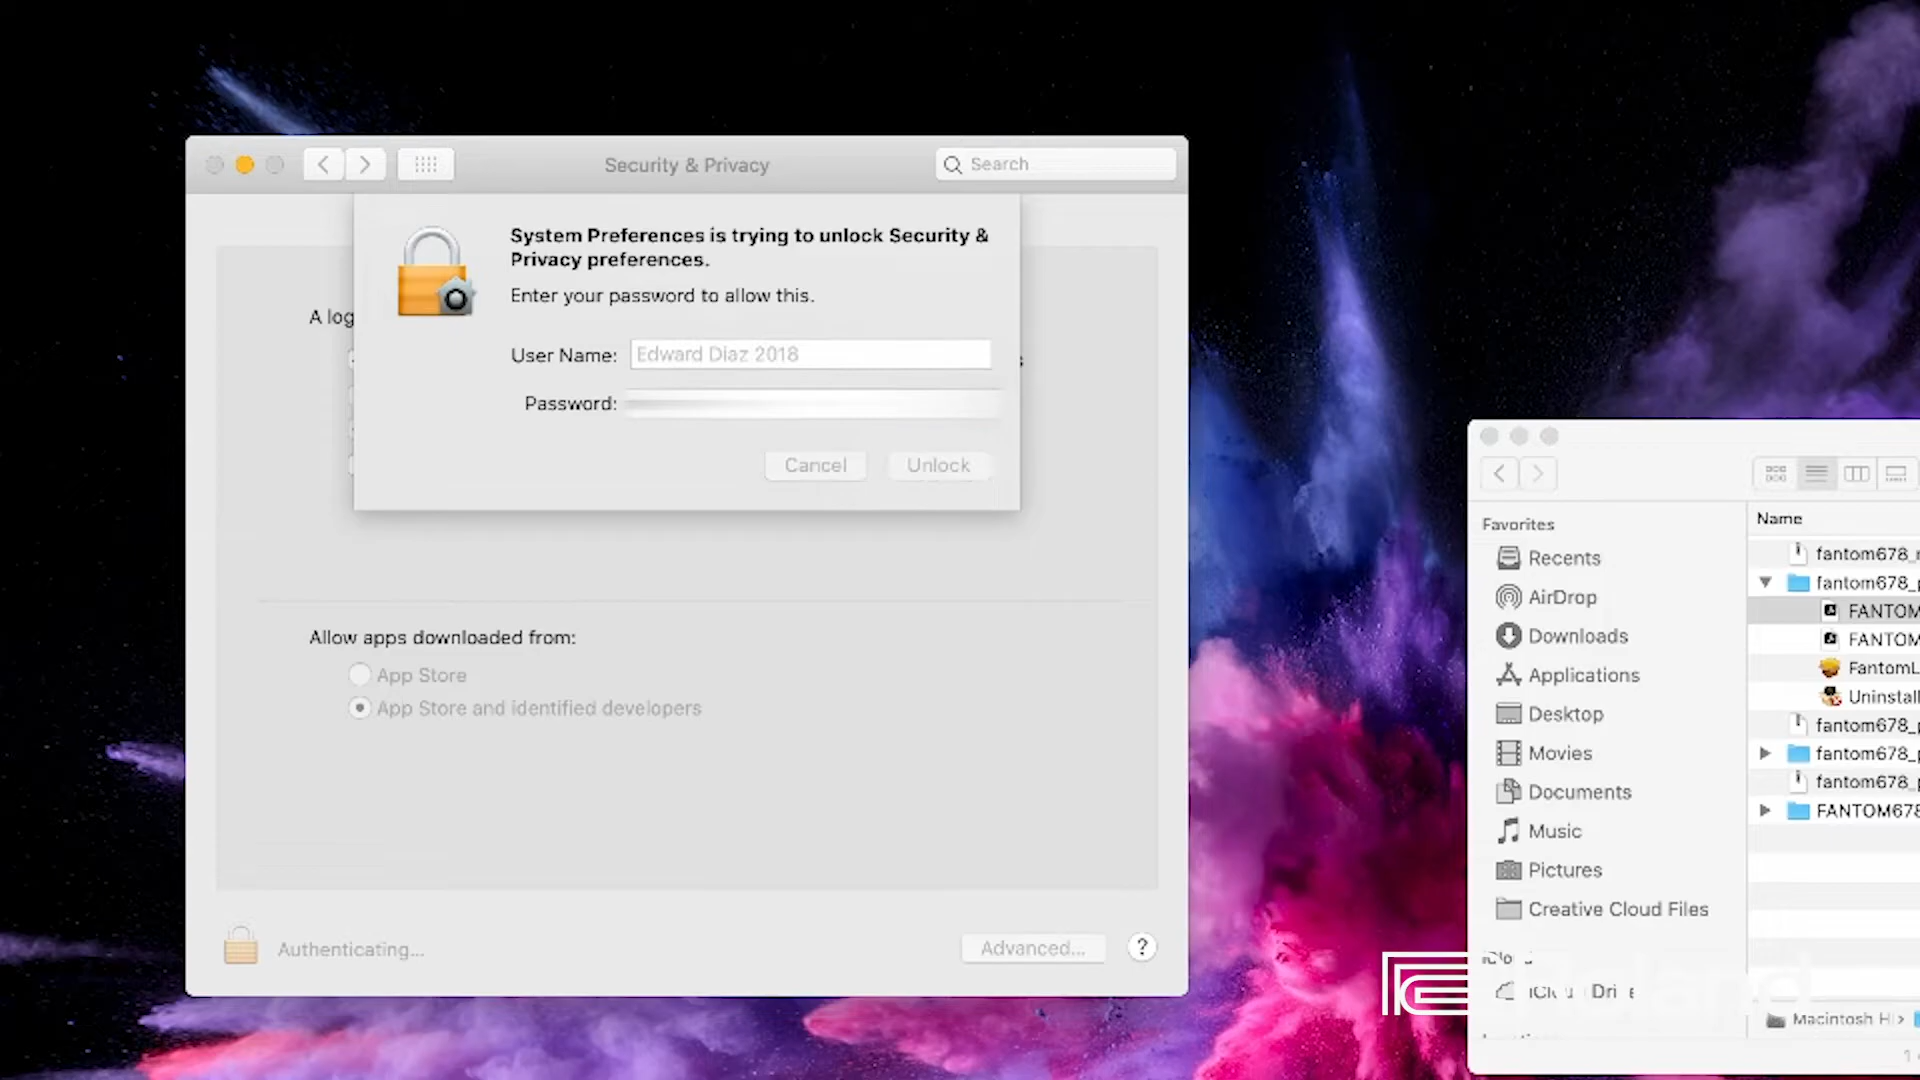 Security & Privacy
Search
System Preferences is trying to unlock Security &
Privacy preferences.
Enter your password to allow this.
User Name: Edward Diaz 2018
Password:
Cancel
Unlock
A log
Allow apps downloaded from:
App Store
App Store and identified developers
Authenticating...
Advanced...
?
Favorites
Recents
AirDrop
Downloads
Applications
Desktop
Movies
Documents
Music
Pictures
Creative Cloud Files
Name
fantom678_
fantom678_
FANTOM
FANTOM
FantomL
Uninstall
fantom678_
fantom678_
fantom678_
FANTOM678
Macintosh